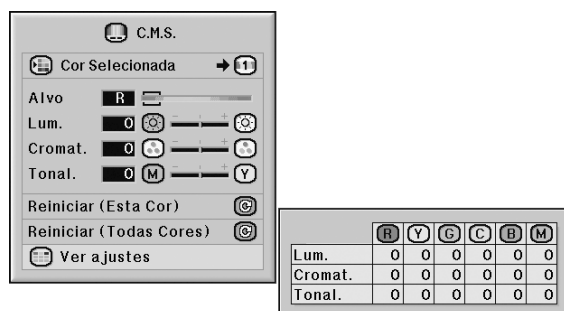 C.M.S.
Cor Selecionada 1
Alvo R
Lum. 0 - +
Cromat. 0 - +
Tonal. 0 M - + Y
Reiniciar (Esta Cor)
Reiniciar (Todas Cores)
Ver ajustes
R Y G C B M
Lum. 0 0 0 0 0 0
Cromat. 0 0 0 0 0 0
Tonal. 0 0 0 0 0 0